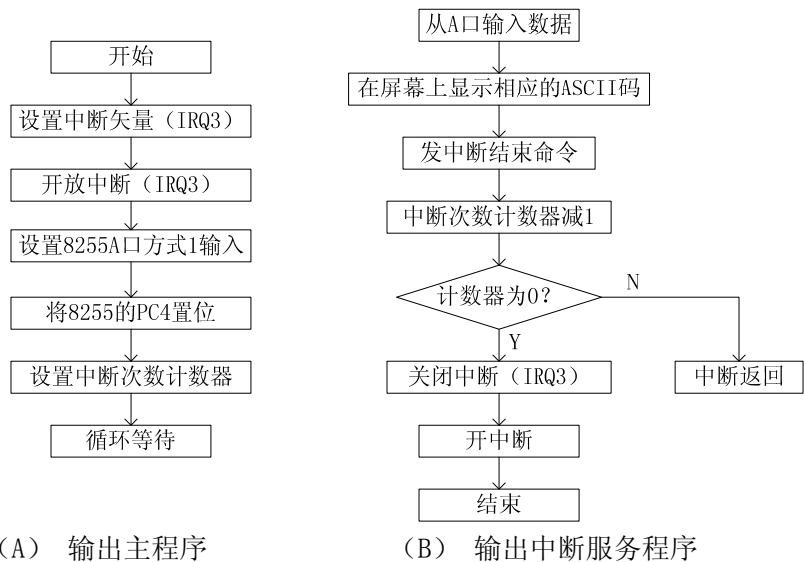 开始
设置中断矢量（IRQ3）
开放中断（IRQ3）
设置8255A口方式1输入
将8255的PC4置位
设置中断次数计数器
循环等待
（A） 输出主程序
从A口输入数据
在屏幕上显示相应的ASCII码
发中断结束命令
中断次数计数器减1
计数器为0？
N
Y
关闭中断（IRQ3）
中断返回
开中断
结束
（B） 输出中断服务程序